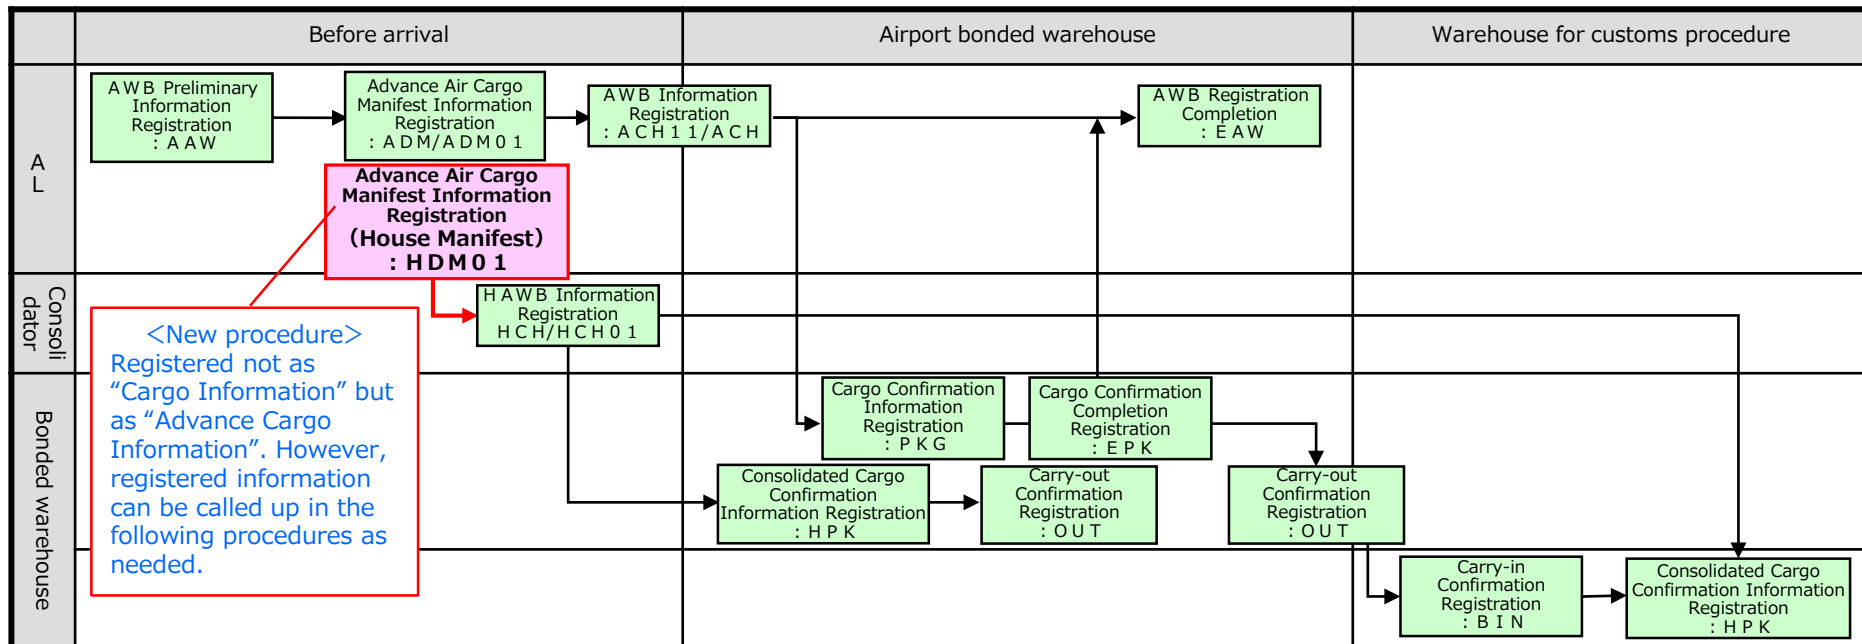 Before arrival
Airport bonded warehouse
Warehouse for customs procedure
A
L
AWB Preliminary
Information
Registration
: AAW
Advance Air Cargo
Manifest Information
Registration
: ADM/ADM01
AWB Information
Registration
: ACH11/ACH
AWB Registration
Completion
: EAW
Advance Air Cargo
Manifest Information
Registration
(House Manifest)
: HDM01
Consoli
dator
HAWB Information
Registration
HCH/HCH01
<New procedure>
Registered not as
“Cargo Information” but
as “Advance Cargo
Information”. However,
registered information
can be called up in the
following procedures as
needed.
Bonded warehouse
Cargo Confirmation
Information
Registration
: PKG
Cargo Confirmation
Completion
Registration
: EPK
Consolidated Cargo
Confirmation
Information Registration
: HPK
Carry-out
Confirmation
Registration
: OUT
Carry-out
Confirmation
Registration
: OUT
Carry-in
Confirmation
Registration
: BIN
Consolidated Cargo
Confirmation Information
Registration
: HPK